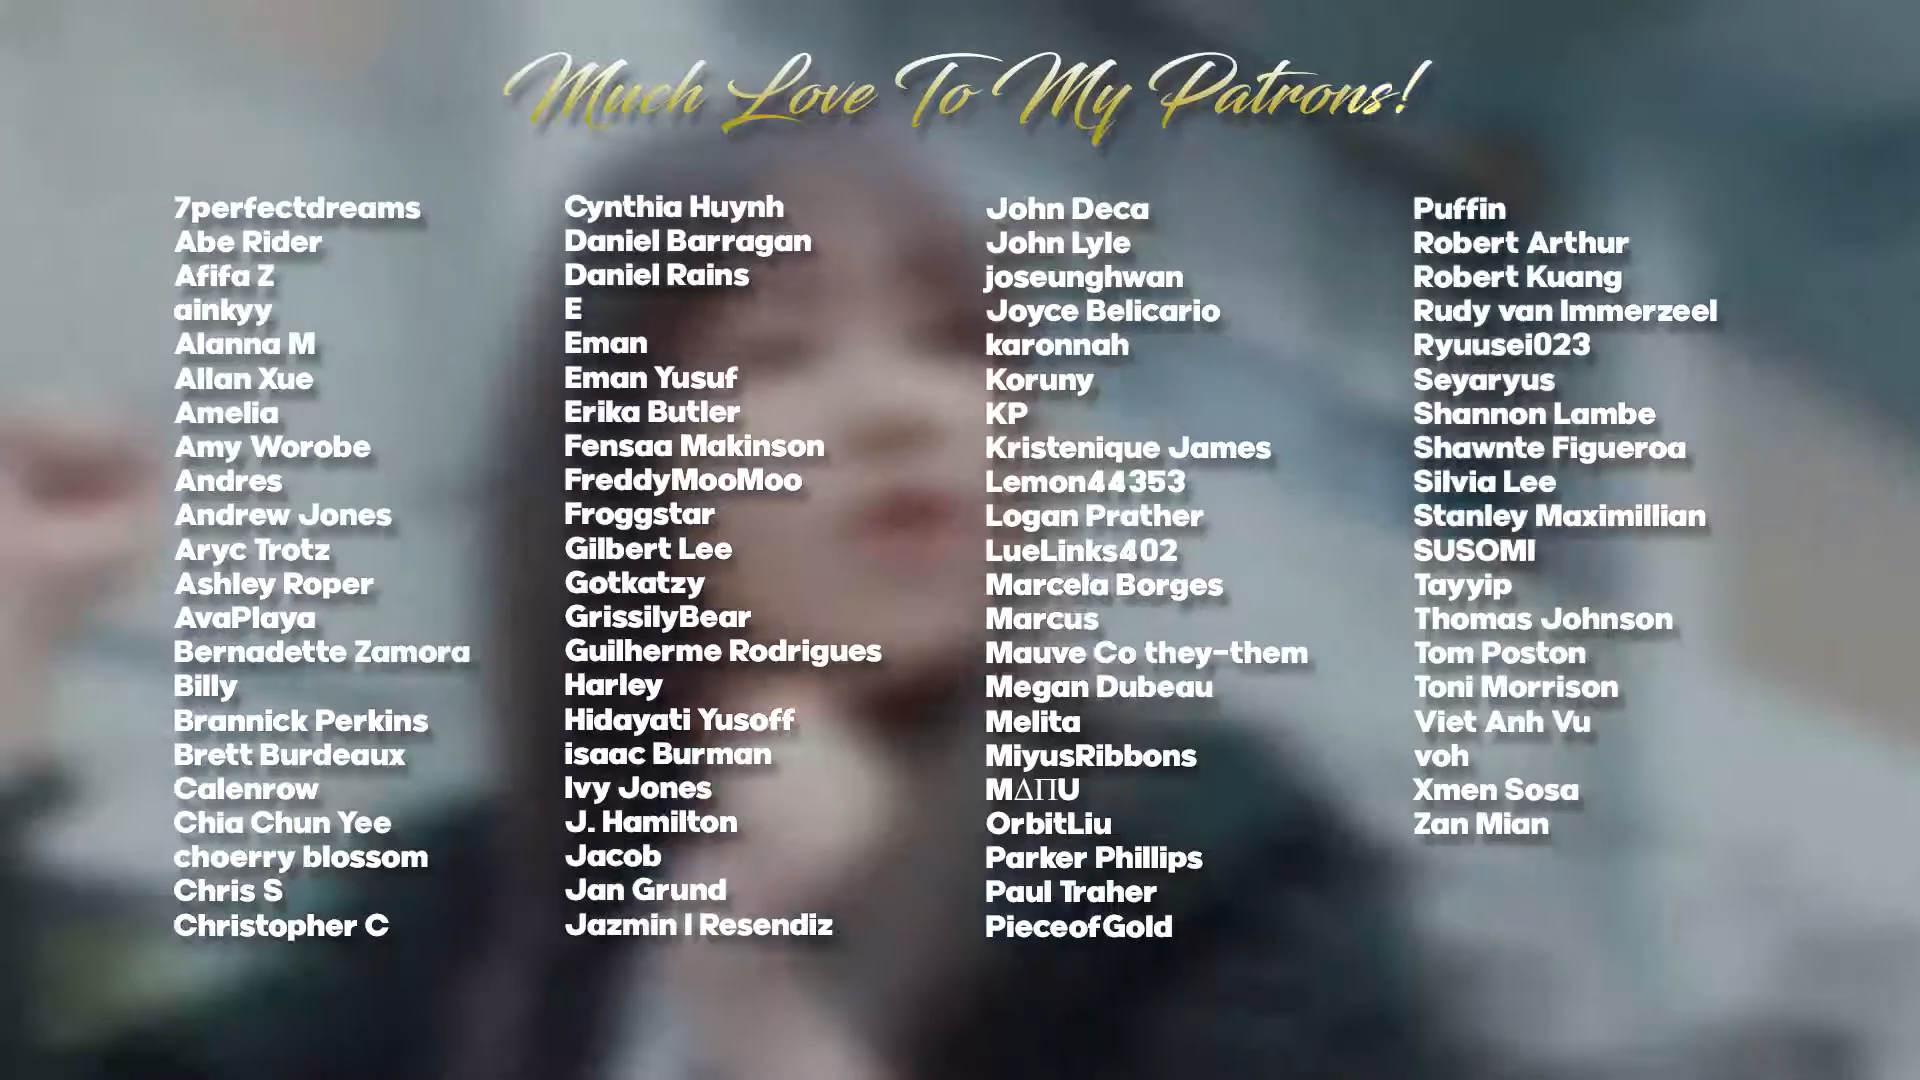 Much Love To My Patrons!
7perfectdreams
Abe Rider
Afifa Z
ainkyy
Alanna M
Allan Xue
Amelia
Amy Worobe
Andres
Andrew Jones
Aryc Trotz
Ashley Roper
AvaPlaya
Bernadette Zamora
Billy
Brannick Perkins
Brett Burdeaux
Calenrow
Chia Chun Yee
choerry blossom
Chris S
Christopher C
Cynthia Huynh
Daniel Barragan
Daniel Rains
E
Eman
Eman Yusuf
Erika Butler
Fensaa Makinson
FreddyMooMoo
Froggstar
Gilbert Lee
Gotkatzy
GrissilyBear
Guilherme Rodrigues
Harley
Hidayati Yusoff
isaac Burman
Ivy Jones
J. Hamilton
Jacob
Jan Grund
Jazmin I Resendiz
John Deca
John Lyle
joseunghwan
Joyce Belicario
karonnah
Koruny
KP
Kristenique James
Lemon44353
Logan Prather
LueLinks402
Marcela Borges
Marcus
Mauve Co they-them
Megan Dubeau
Melita
MiyusRibbons
MΔΠU
OrbitLiu
Parker Phillips
Paul Traher
PieceofGold
Puffin
Robert Arthur
Robert Kuang
Rudy van Immerzeel
Ryuusei023
Seyaryus
Shannon Lambe
Shawnte Figueroa
Silvia Lee
Stanley Maximillian
SUSOMI
Tayyip
Thomas Johnson
Tom Poston
Toni Morrison
Viet Anh Vu
voh
Xmen Sosa
Zan Mian